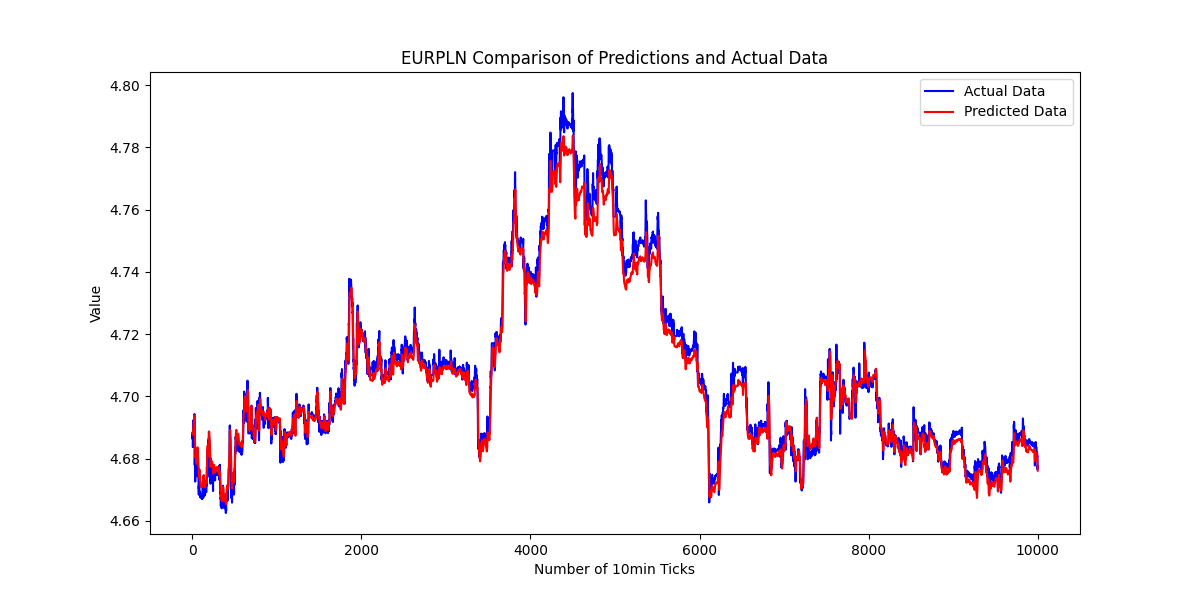 EURPLN Comparison of Predictions and Actual Data
Actual Data
Predicted Data
4.80
4.78
4.76
4.74
4.72
4.70
4.68
4.66
Value
0 2000 4000 6000 8000 10000
Number of 10min Ticks